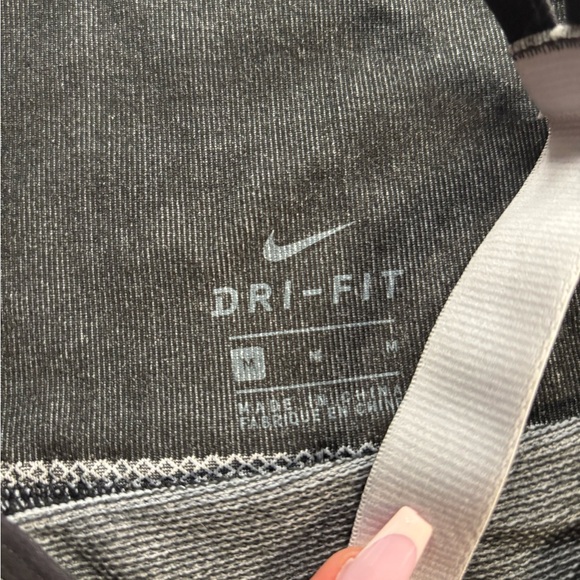 DRI-FIT
M M M
MADE IN CHINA
FABRIQUE EN CHINE